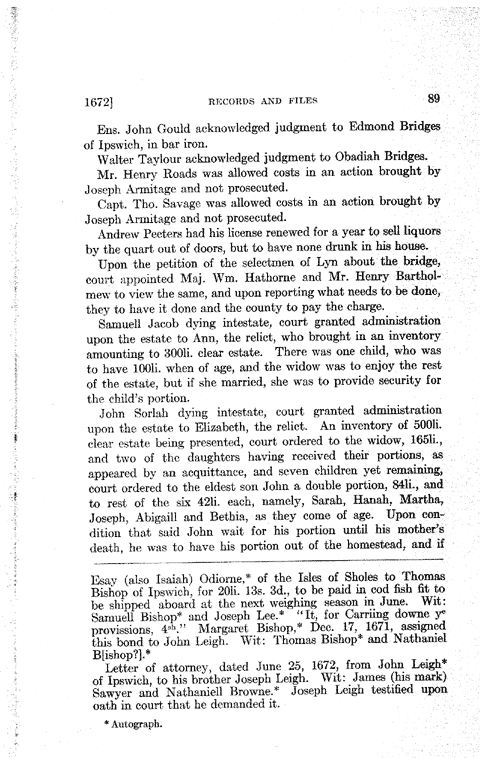 1672] RECORDS AND FILES 89
Ens. John Gould acknowledged judgment to Edmond Bridges
of Ipswich, in bar iron.
Walter Taylour acknowledged judgment to Obadiah Bridges.
Mr. Henry Roads was allowed costs in an action brought by
Joseph Armitage and not prosecuted.
Capt. Tho. Savage was allowed costs in an action brought by
Joseph Armitage and not prosecuted.
Andrew Peeters had his license renewed for a year to sell liquors
by the quart out of doors, but to have none drunk in his house.
Upon the petition of the selectmen of Lyn about the bridge,
court appointed Maj. Wm. Hathorne and Mr. Henry Barthol-
mew to view the same, and upon reporting what needs to be done,
they to have it done and the county to pay the charge.
Samuell Jacob dying intestate, court granted administration
upon the estate to Ann, the relict, who brought in an inventory
amounting to 300li. clear estate. There was one child, who was
to have 100li. when of age, and the widow was to enjoy the rest
of the estate, but if she married, she was to provide security for
the child's portion.
John Sorlah dying intestate, court granted administration
upon the estate to Elizabeth, the relict. An inventory of 500li.
clear estate being presented, court ordered to the widow, 165li.,
and two of the daughters having received their portions, as
appeared by an acquittance, and seven children yet remaining,
court ordered to the eldest son John a double portion, 84li., and
to rest of the six 42li. each, namely, Sarah, Hanah, Martha,
Joseph, Abigaill and Bethia, as they come of age. Upon con-
dition that said John wait for his portion until his mother's
death, he was to have his portion out of the homestead, and if
Esay (also Isaiah) Odiorne,* of the Isles of Sholes to Thomas
Bishop of Ipswich, for 20li. 13s. 3d., to be paid in cod fish fit to
be shipped aboard at the next weighing season in June. Wit:
Samuell Bishop* and Joseph Lee.* "It, for Carriing downe yᵉ
provissions, 4ˢʰ." Margaret Bishop,* Dec. 17, 1671, assigned
this bond to John Leigh. Wit: Thomas Bishop* and Nathaniel
B[ishop?].*
Letter of attorney, dated June 25, 1672, from John Leigh*
of Ipswich, to his brother Joseph Leigh. Wit: James (his mark)
Sawyer and Nathaniell Browne.* Joseph Leigh testified upon
oath in court that he demanded it.
* Autograph.